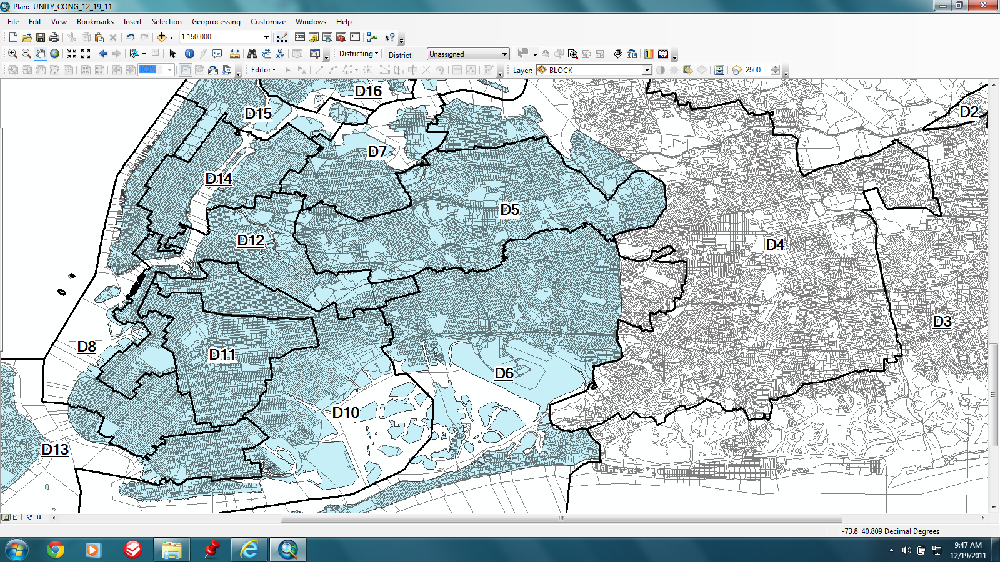 Plan: UNITY_CONG_12_19_11
File Edit View Bookmarks Insert Selection Geoprocessing Customize Windows Help
1:150,000
Districting District: Unassigned
100% Editor Layer: BLOCK 2500
D16
D2
D15
D7
D14
D5
D12
D4
D3
D8
D11
D6
D10
D13
-73.8 40.809 Decimal Degrees
9:47 AM
12/19/2011